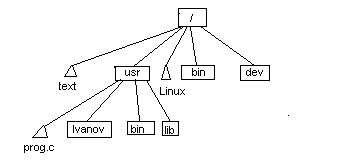 /
usr
bin
dev
text
Linux
Ivanov
bin
lib
prog.c